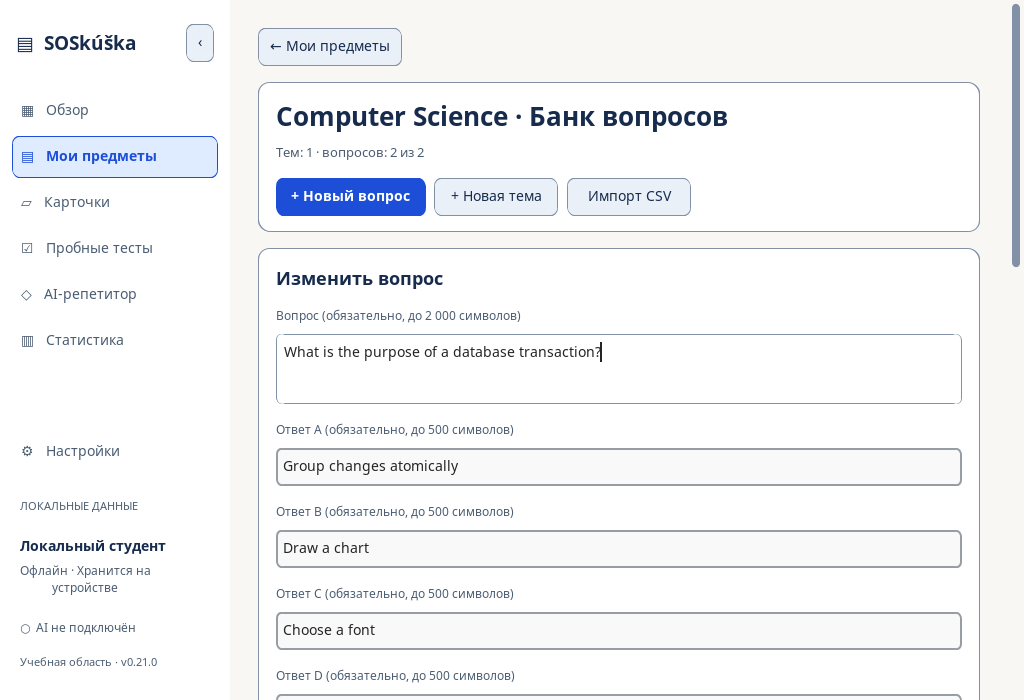 SOSkúška
‹
Обзор
Мои предметы
Карточки
Пробные тесты
AI-репетитор
Статистика
Настройки
ЛОКАЛЬНЫЕ ДАННЫЕ
Локальный студент
Офлайн · Хранится на
устройстве
AI не подключён
Учебная область · v0.21.0
← Мои предметы
Computer Science · Банк вопросов
Тем: 1 · вопросов: 2 из 2
+ Новый вопрос
+ Новая тема
Импорт CSV
Изменить вопрос
Вопрос (обязательно, до 2 000 символов)
What is the purpose of a database transaction?
Ответ A (обязательно, до 500 символов)
Group changes atomically
Ответ B (обязательно, до 500 символов)
Draw a chart
Ответ C (обязательно, до 500 символов)
Choose a font
Ответ D (обязательно, до 500 символов)